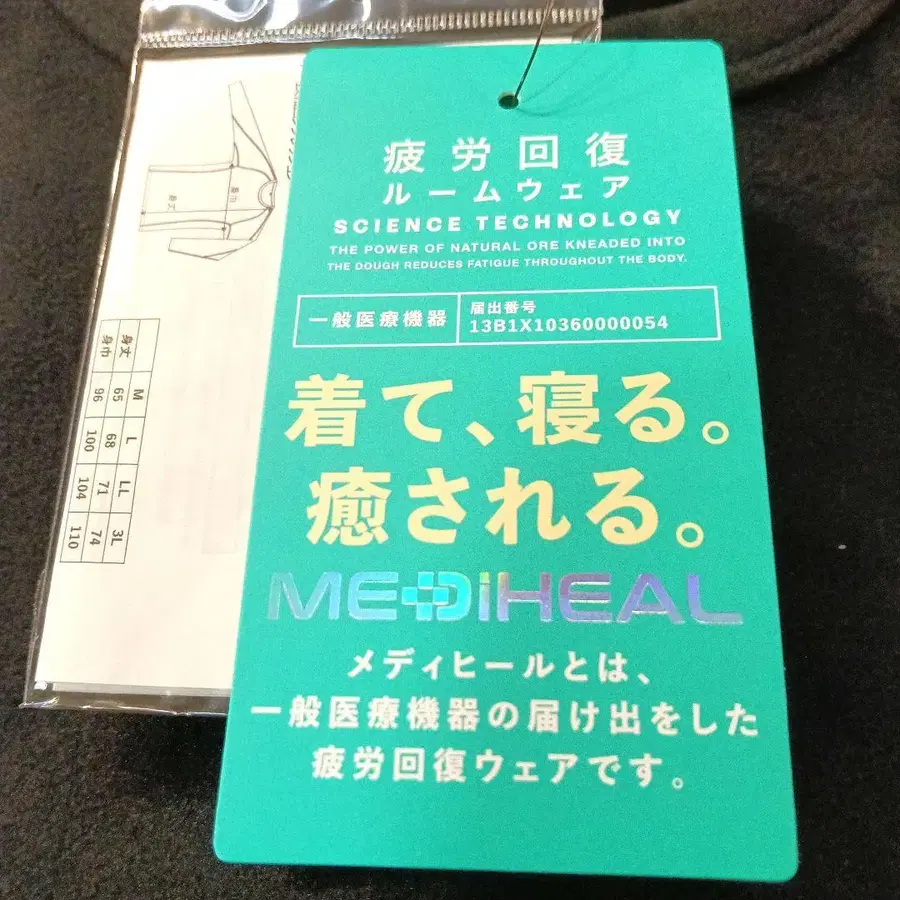 疲労回復
ルームウェア
SCIENCE TECHNOLOGY
THE POWER OF NATURAL ORE KNEADED INTO
THE DOUGH REDUCES FATIGUE THROUGHOUT THE BODY.
一般医療機器
届出番号
13B1X10360000054
着て、寝る。
癒される。
MEDiHEAL
メディヒールとは、
一般医療機器の届け出をした
疲労回復ウェアです。
身丈
身巾
M L LL 3L
身丈 65 68 71 74
身巾 96 100 104 110